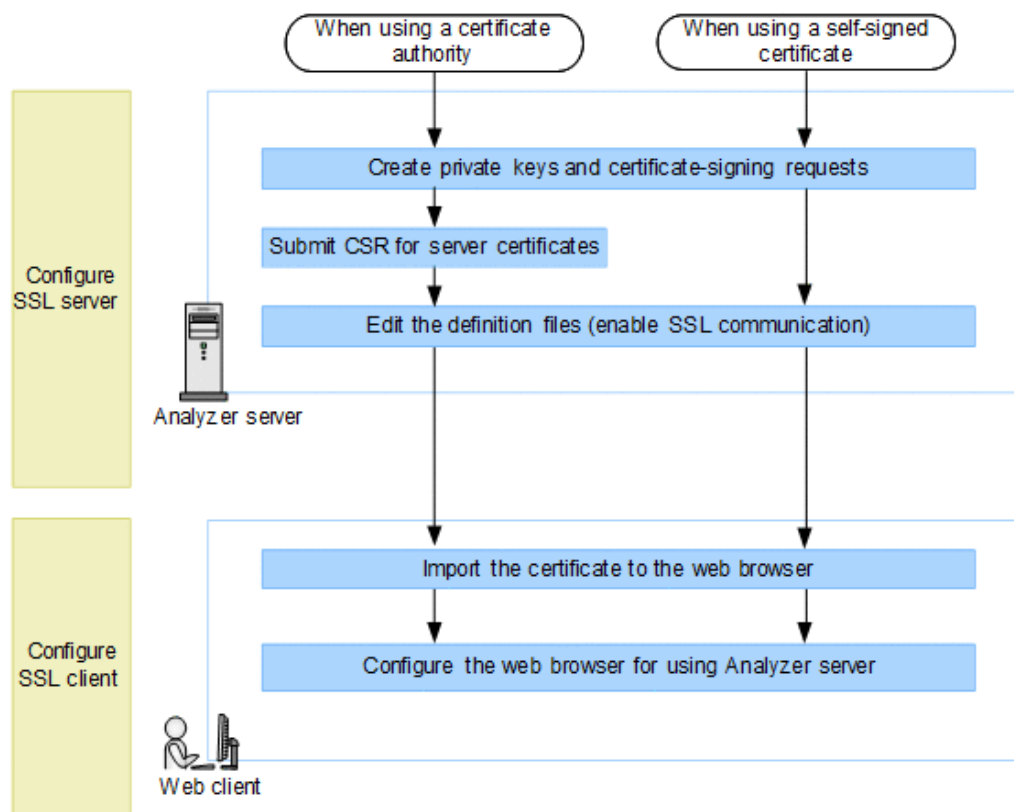 When using a certificate
authority
When using a self-signed
certificate
Create private keys and certificate-signing requests
Submit CSR for server certificates
Configure
SSL server
Edit the definition files (enable SSL communication)
Analyzer server
Import the certificate to the web browser
Configure
SSL client
Configure the web browser for using Analyzer server
Web client